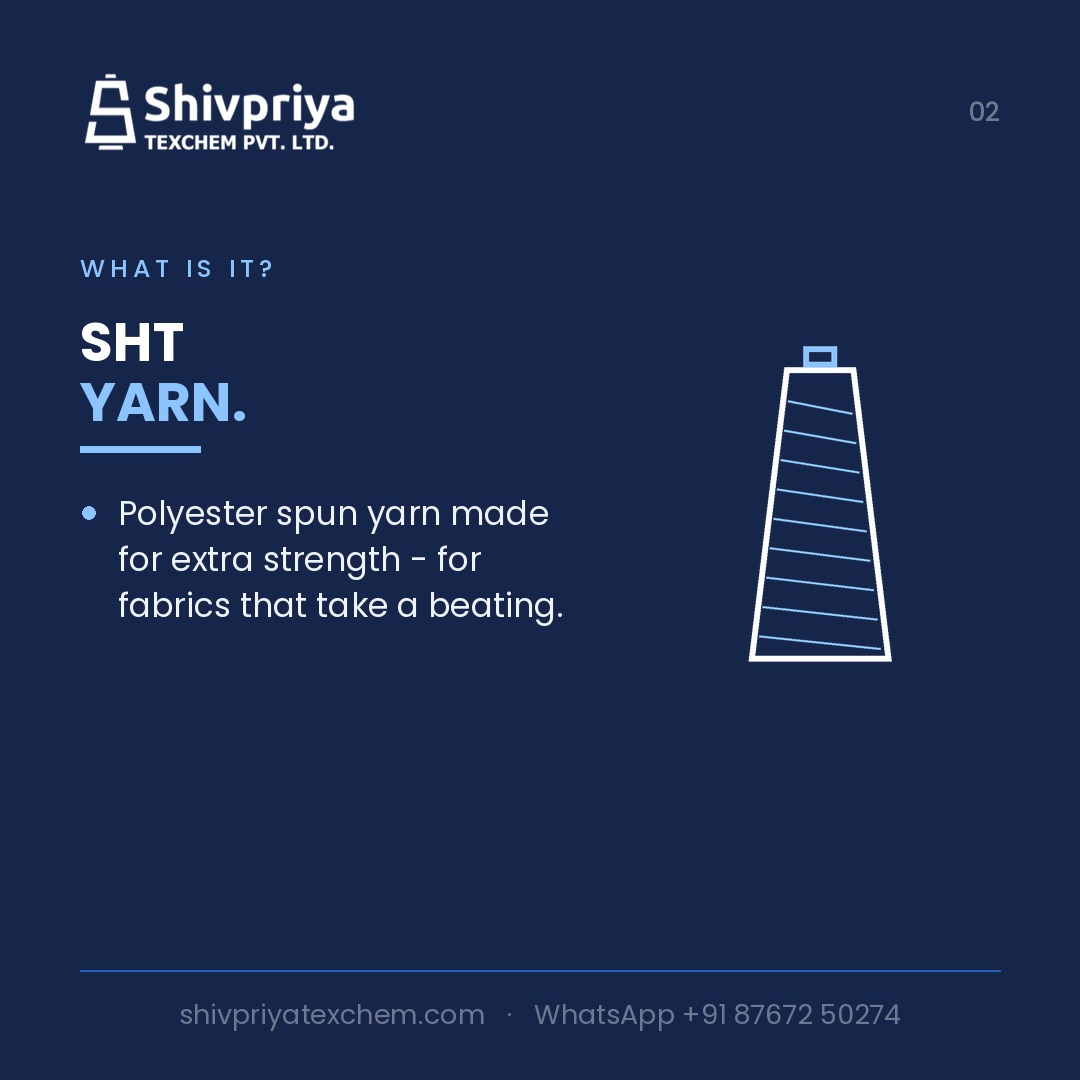 Shivpriya
TEXCHEM PVT. LTD.
02
WHAT IS IT?
SHT
YARN.
Polyester spun yarn made
for extra strength - for
fabrics that take a beating.
shivpriyatexchem.com · WhatsApp +91 87672 50274